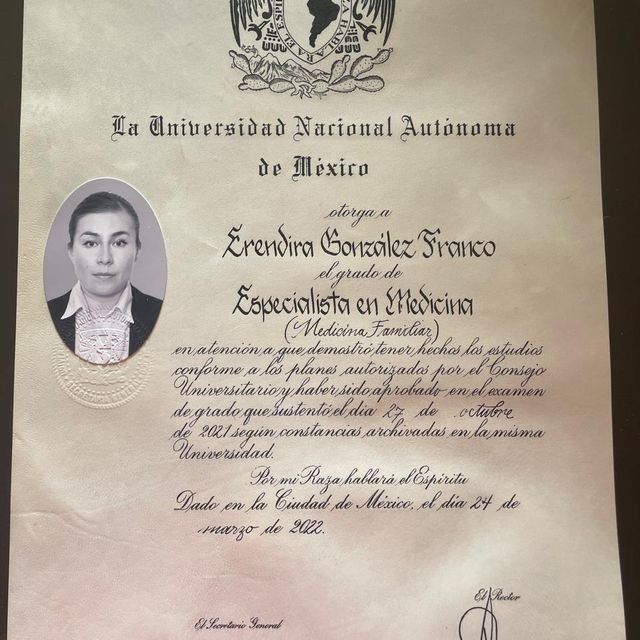 La Universidad Nacional Autónoma
de México
otorga a
Erendira González Franco
el grado de
Especialista en Medicina
(Medicina Familiar)
en atención a que demostró tener hechos los estudios
conforme a los planes autorizados por el Consejo
Universitario y haber sido aprobado en el examen
de grado que sustentó el día 27 de octubre
de 2021 según constancias archivadas en la misma
Universidad.
Por mi Raza hablará el Espíritu
Dado en la Ciudad de México, el día 24 de
marzo de 2022.
El Rector
El Secretario General